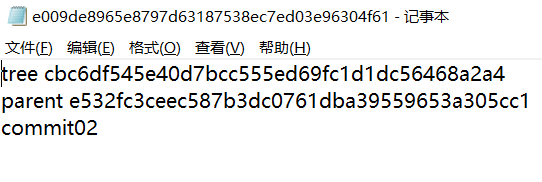 e009de8965e8797d63187538ec7ed03e96304f61 - 记事本
文件(F) 编辑(E) 格式(O) 查看(V) 帮助(H)
tree cbc6df545e40d7bcc555ed69fc1d1dc56468a2a4
parent e532fc3ceec587b3dc0761dba39559653a305cc1
commit02